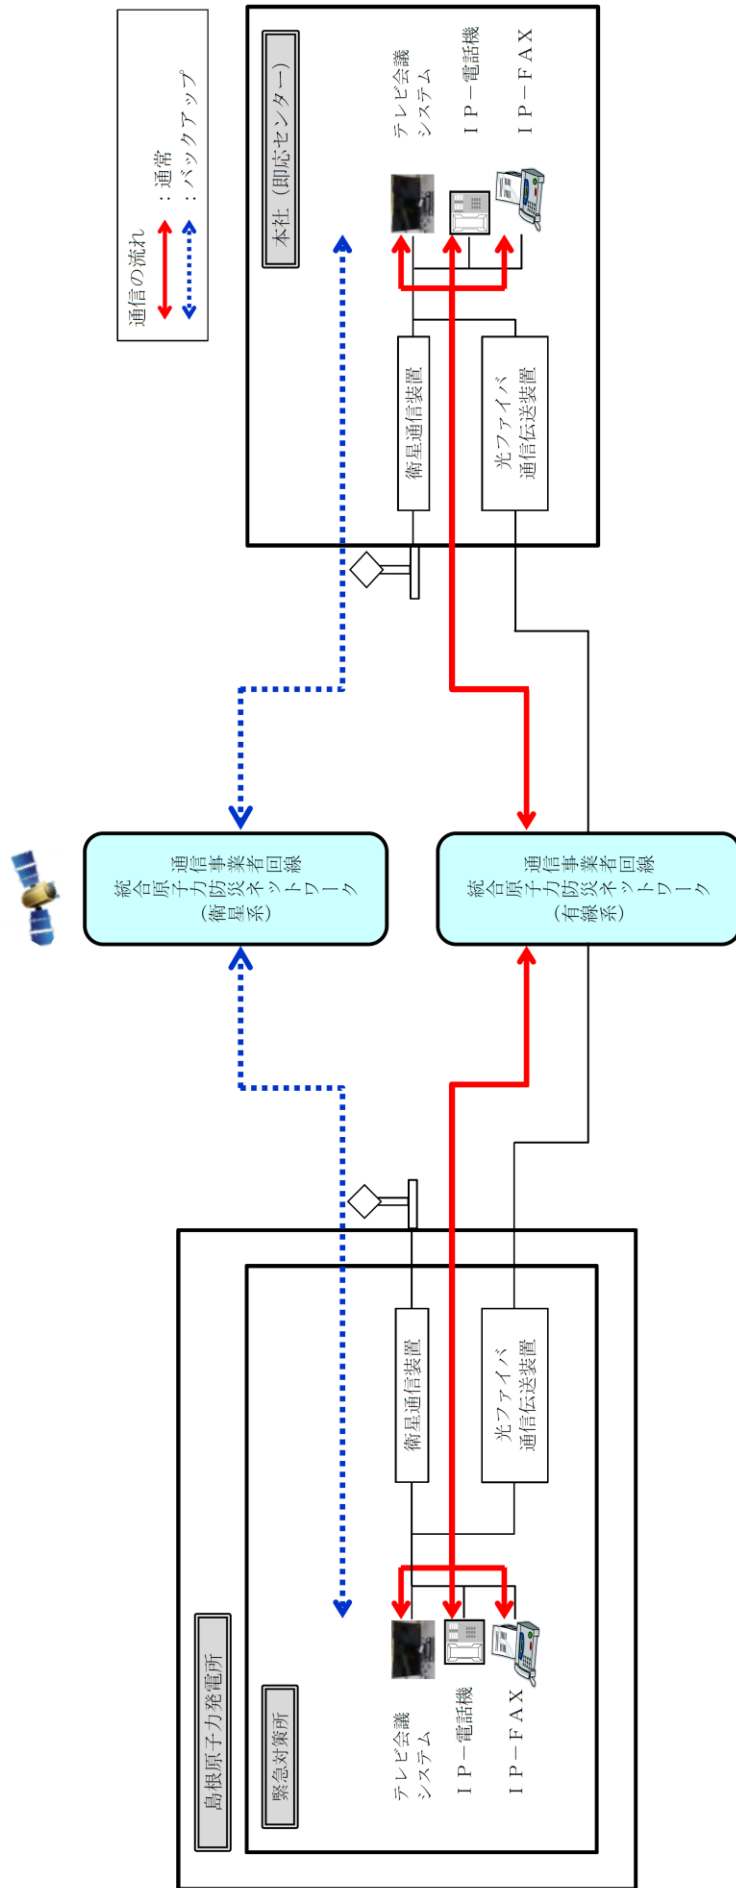 通信の流れ
：通常
：バックアップ
島根原子力発電所
緊急対策所
テレビ会議
システム
ＩＰ－電話機
ＩＰ－ＦＡＸ
衛星通信装置
光ファイバ
通信伝送装置
通信事業者回線
統合原子力防災ネットワーク
(衛星系)
通信事業者回線
統合原子力防災ネットワーク
(有線系)
本社（即応センター）
衛星通信装置
光ファイバ
通信伝送装置
テレビ会議
システム
ＩＰ－電話機
ＩＰ－ＦＡＸ